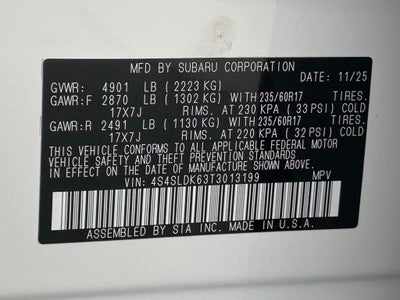 MFD BY SUBARU CORPORATION
DATE: 11/25
GVWR: 4901 LB (2223 KG)
GAWR:F 2870 LB (1302 KG) WITH 235/60R17 TIRES.
17X7J RIMS. AT 230 KPA (33 PSI) COLD
GAWR:R 2491 LB (1130 KG) WITH 235/60R17 TIRES.
17X7J RIMS. AT 220 KPA (32 PSI) COLD
THIS VEHICLE CONFORMS TO ALL APPLICABLE FEDERAL MOTOR
VEHICLE SAFETY, BUMPER, AND THEFT PREVENTION STANDARDS
IN EFFECT ON THE DATE OF MANUFACTURE SHOWN ABOVE.
VIN: 4S4SLDK63T3013199 MPV
ASSEMBLED BY SIA INC. MADE IN U.S.A.